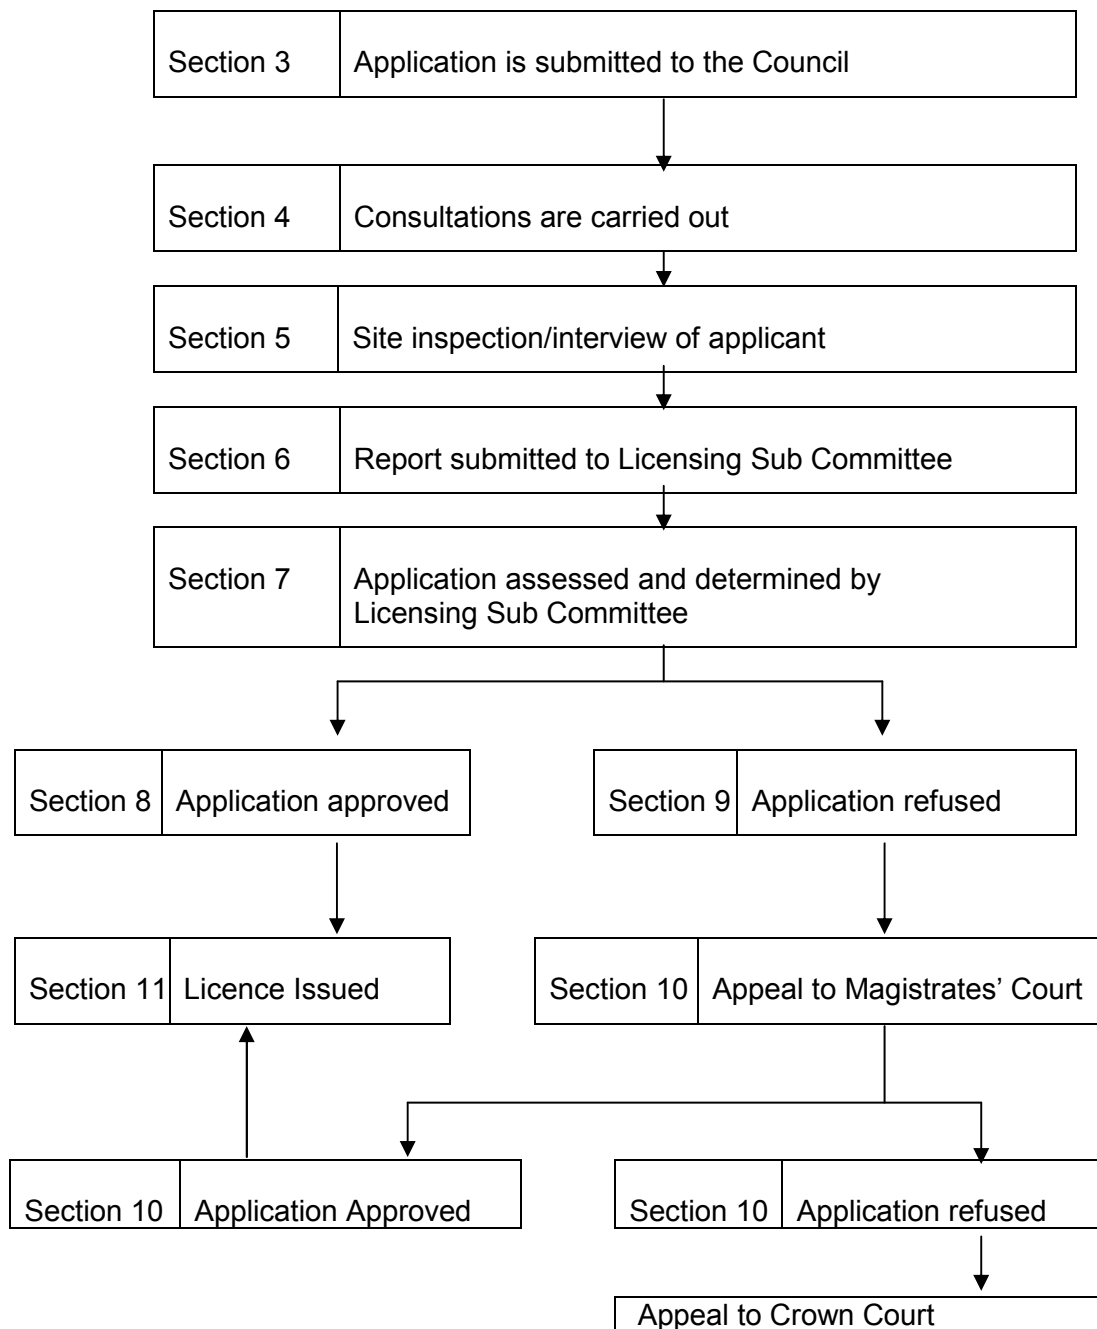 Section 3 Application is submitted to the Council
Section 4 Consultations are carried out
Section 5 Site inspection/interview of applicant
Section 6 Report submitted to Licensing Sub Committee
Section 7 Application assessed and determined by
Licensing Sub Committee
Section 8 Application approved
Section 9 Application refused
Section 11 Licence Issued
Section 10 Appeal to Magistrates’ Court
Section 10 Application Approved
Section 10 Application refused
Appeal to Crown Court